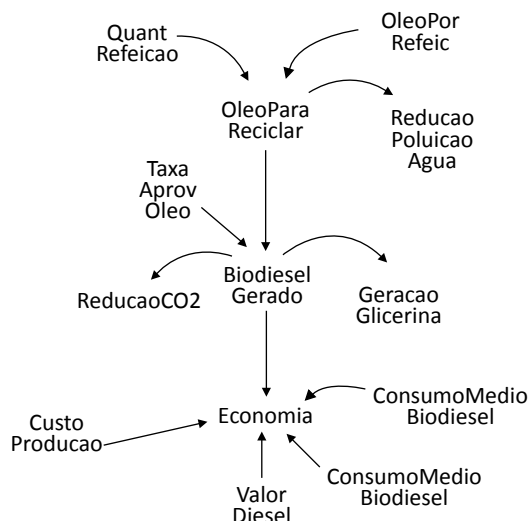 Quant
Refeicao
OleoPor
Refeic
OleoPara
Reciclar
Reducao
Poluicao
Agua
Taxa
Aprov
Oleo
Biodiesel
Gerado
ReducaoCO2
Geracao
Glicerina
ConsumoMedio
Biodiesel
Economia
Custo
Producao
ConsumoMedio
Biodiesel
Valor
Diesel